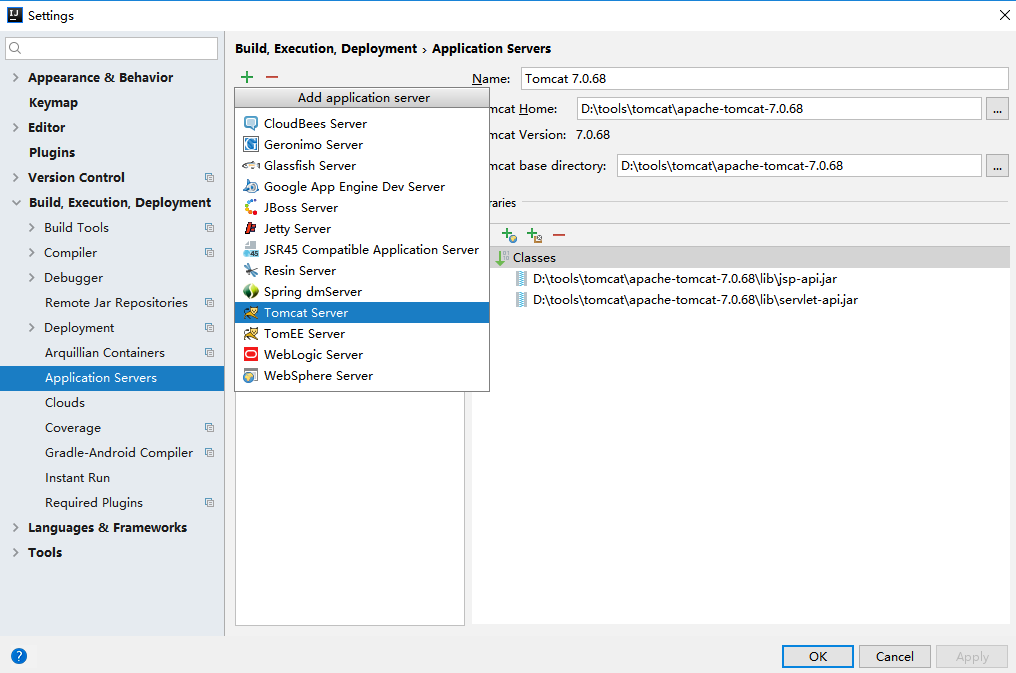 Settings
Build, Execution, Deployment › Application Servers
Appearance & Behavior
Keymap
Editor
Plugins
Version Control
Build, Execution, Deployment
Build Tools
Compiler
Debugger
Remote Jar Repositories
Deployment
Arquillian Containers
Application Servers
Clouds
Coverage
Gradle-Android Compiler
Instant Run
Required Plugins
Languages & Frameworks
Tools
Add application server
CloudBees Server
Geronimo Server
Glassfish Server
Google App Engine Dev Server
JBoss Server
Jetty Server
JSR45 Compatible Application Server
Resin Server
Spring dmServer
Tomcat Server
TomEE Server
WebLogic Server
WebSphere Server
Name: Tomcat 7.0.68
mcat Home: D:\tools\tomcat\apache-tomcat-7.0.68 ...
mcat Version: 7.0.68
mcat base directory: D:\tools\tomcat\apache-tomcat-7.0.68 ...
raries
Classes
D:\tools\tomcat\apache-tomcat-7.0.68\lib\jsp-api.jar
D:\tools\tomcat\apache-tomcat-7.0.68\lib\servlet-api.jar
? OK Cancel Apply